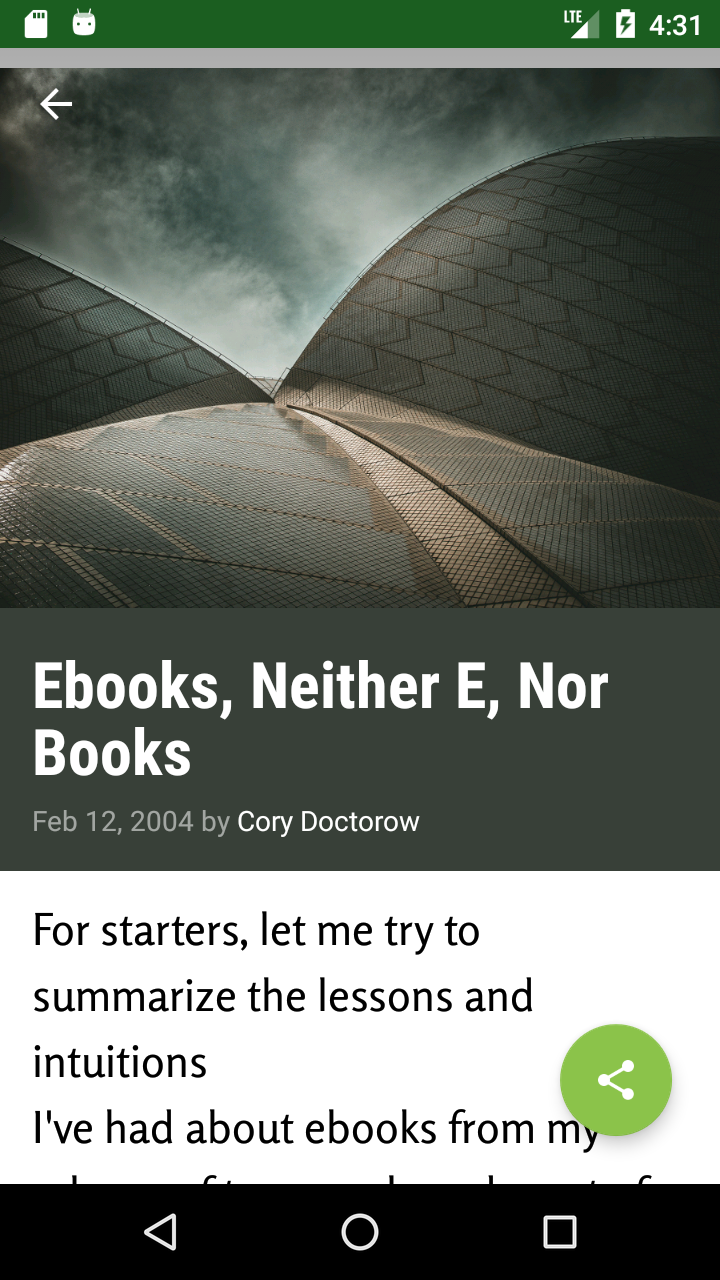 LTE 4:31
Ebooks, Neither E, Nor
Books
Feb 12, 2004 by Cory Doctorow
For starters, let me try to
summarize the lessons and
intuitions
I've had about ebooks from my